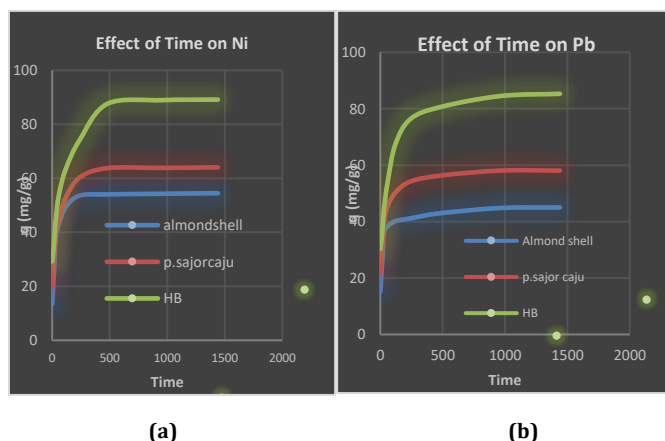 Effect of Time on Ni
100
80
60
40
20
0
(mg/g)
almondshell
p.sajorcaju
HB
0 500 1000 1500 2000
Time
(a)
Effect of Time on Pb
100
80
60
40
20
0
(mg/g)
Almond shell
p.sajor caju
HB
0 500 1000 1500 2000
Time
(b)